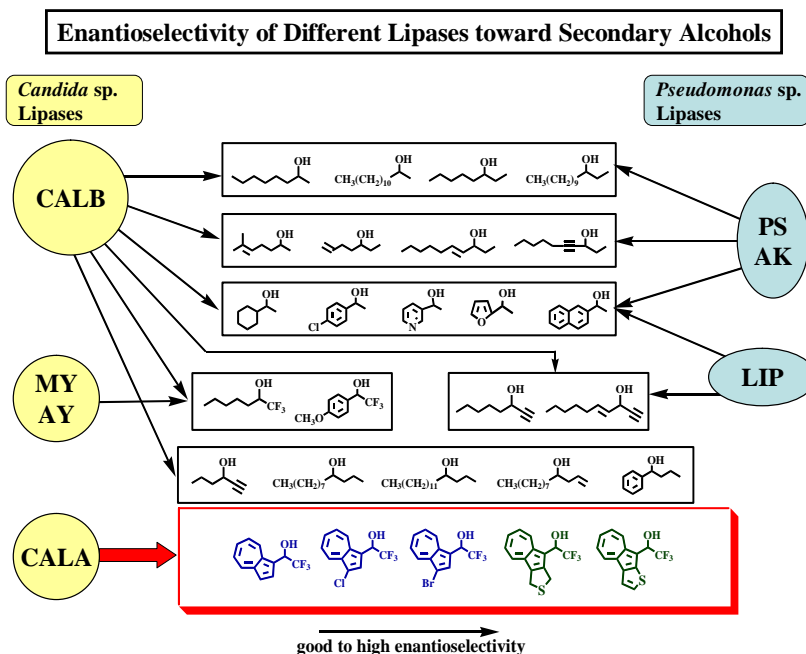 Enantioselectivity of Different Lipases toward Secondary Alcohols
Candida sp.
Lipases
Pseudomonas sp.
Lipases
CALB
PS
AK
MY
AY
LIP
CALA
OH
CH3(CH2)10
OH
OH
CH3(CH2)9
OH
OH
OH
OH
OH
OH
Cl
OH
N
OH
O
OH
OH
OH
CF3
CH3O
OH
CF3
OH
OH
OH
CH3(CH2)7
OH
CH3(CH2)11
OH
CH3(CH2)7
OH
OH
OH
CF3
Cl
OH
CF3
Br
OH
CF3
S
OH
CF3
S
OH
CF3
good to high enantioselectivity